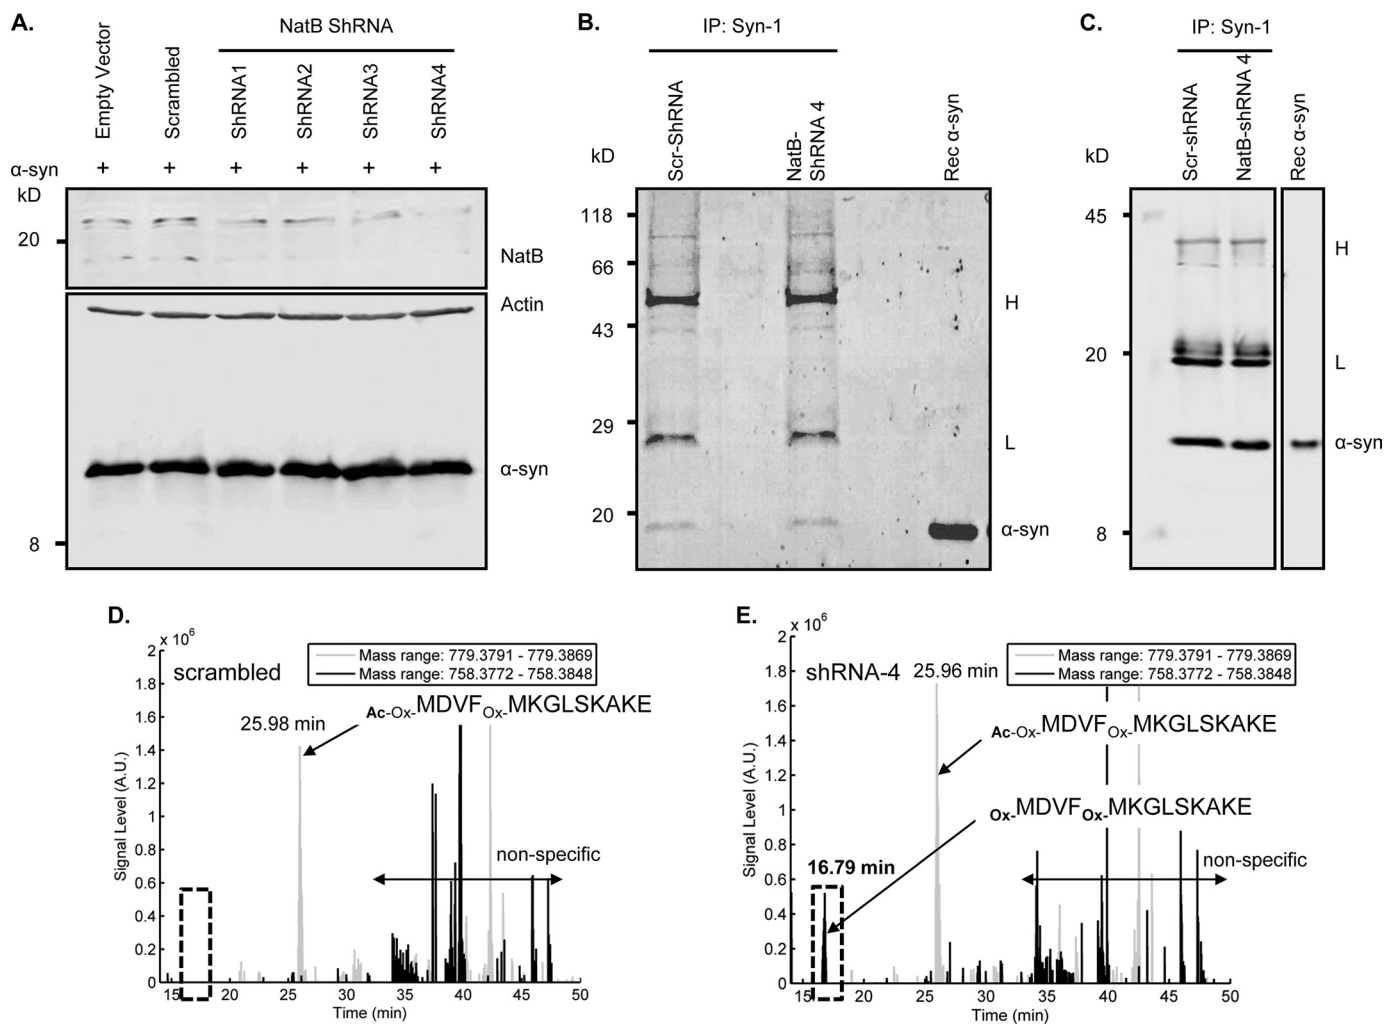 A.
NatB ShRNA
Empty Vector
Scrambled
ShRNA1
ShRNA2
ShRNA3
ShRNA4
α-syn + + + + + +
kD
20
NatB
Actin
α-syn
8
B.
IP: Syn-1
kD
Scr-ShRNA
NatB-
ShRNA 4
Rec α-syn
118
66
H
43
29
L
20
α-syn
C.
IP: Syn-1
kD
Scr-shRNA
NatB-shRNA 4
Rec α-syn
45
H
20
L
α-syn
8
D.
x 10⁶
scrambled
Mass range: 779.3791 - 779.3869
Mass range: 758.3772 - 758.3848
25.98 min
Ac-Ox-MDVFOx-MKGLSKAKE
non-specific
Signal Level (A.U.)
2
1.8
1.6
1.4
1.2
1
0.8
0.6
0.4
0.2
0
15 20 25 30 35 40 45 50
Time (min)
E.
x 10⁶
shRNA-4
Mass range: 779.3791 - 779.3869
Mass range: 758.3772 - 758.3848
25.96 min
Ac-Ox-MDVFOx-MKGLSKAKE
Ox-MDVFOx-MKGLSKAKE
16.79 min
non-specific
Signal Level (A.U.)
2
1.8
1.6
1.4
1.2
1
0.8
0.6
0.4
0.2
0
15 20 25 30 35 40 45 50
Time (min)